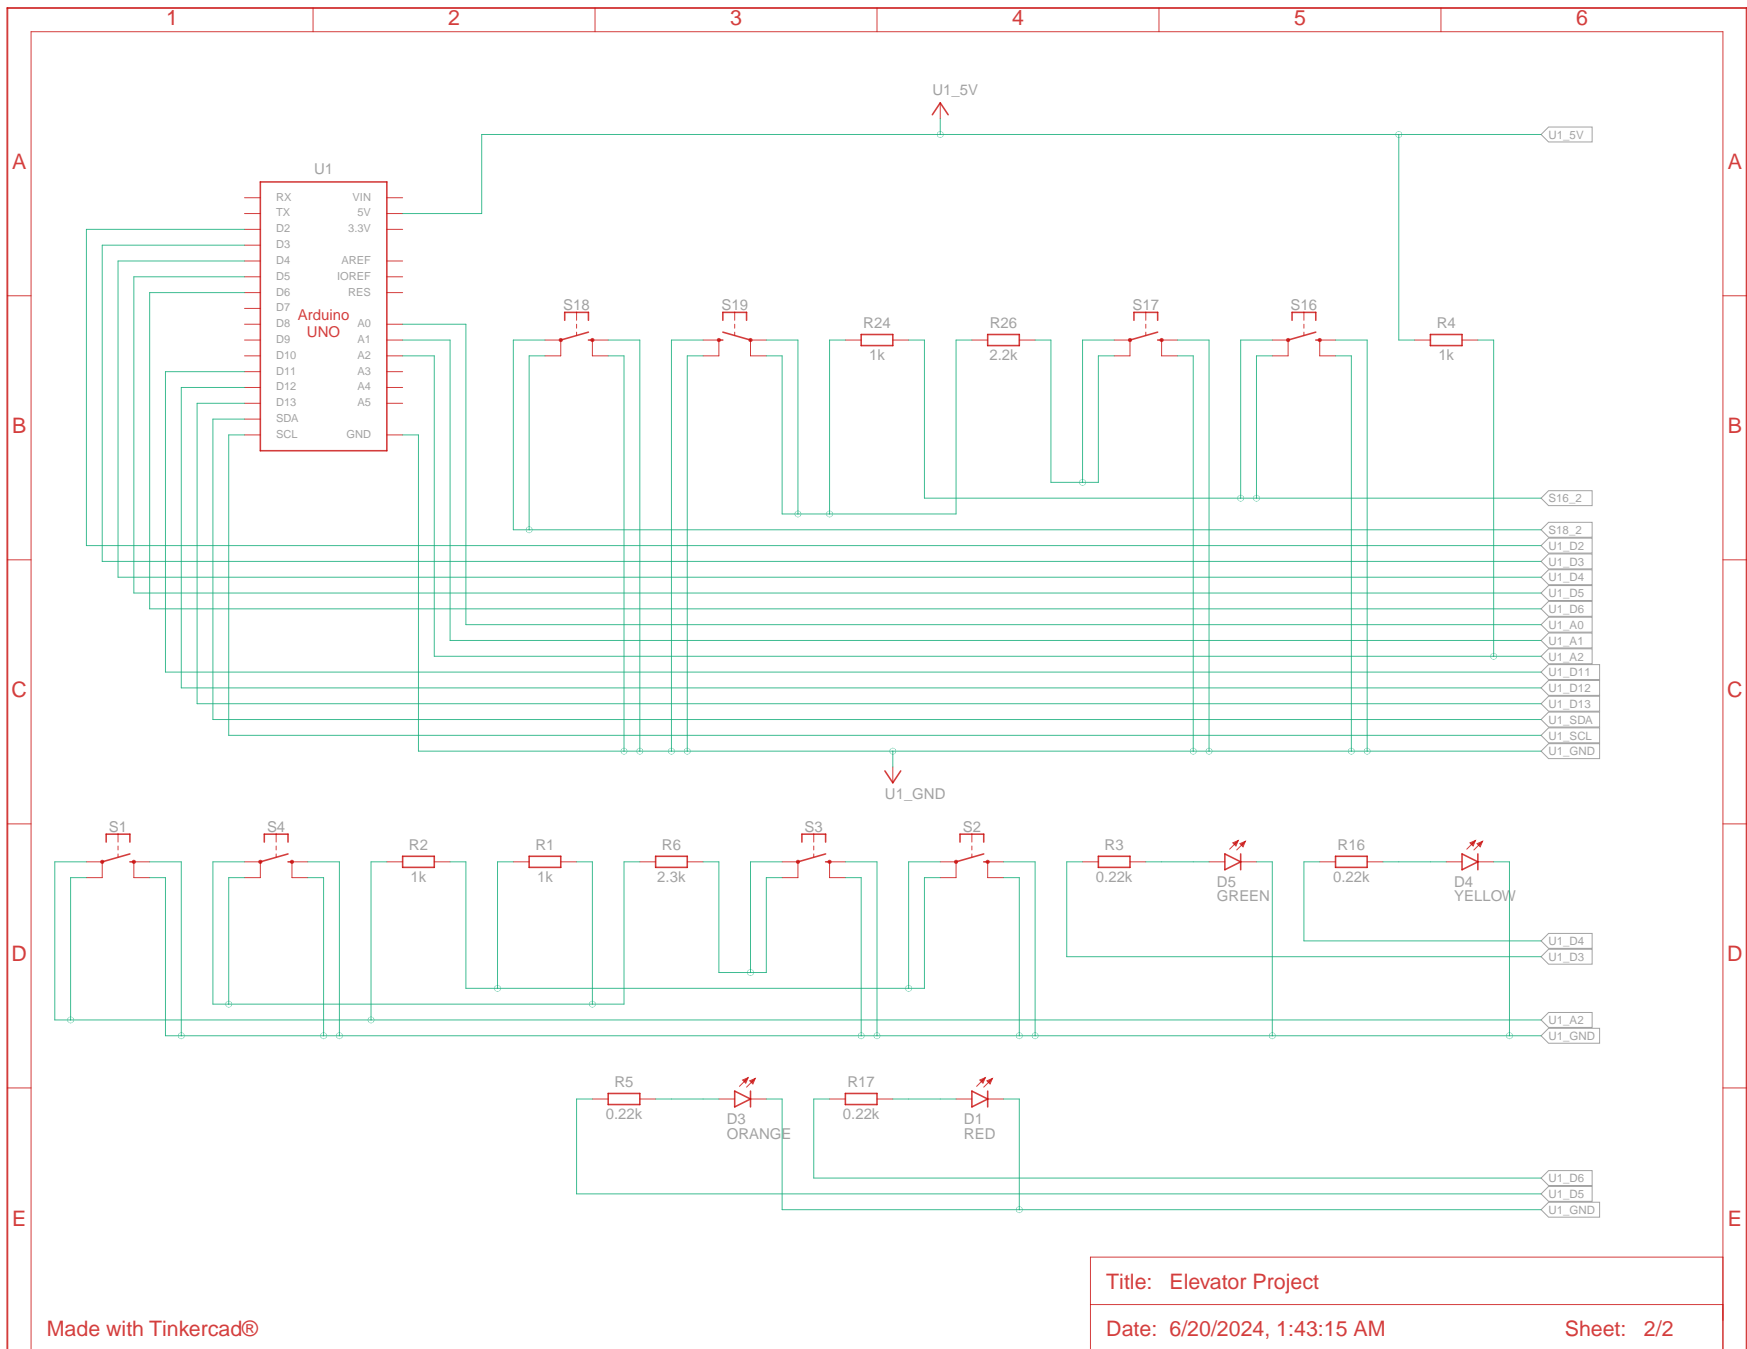 1 2 3 4 5 6
U1_5V
U1_5V
A A
U1
RX VIN
TX 5V
D2 3.3V
D3
D4 AREF
D5 IOREF
D6 RES
D7
Arduino
UNO
D8 A0
D9 A1
D10 A2
D11 A3
D12 A4
D13 A5
SDA
SCL GND
S18 S19 R24 R26 S17 S16 R4
1k 2.2k 1k
B B
S16_2
S18_2
U1_D2
U1_D3
U1_D4
U1_D5
U1_D6
U1_A0
U1_A1
U1_A2
U1_D11
U1_D12
U1_D13
U1_SDA
U1_SCL
U1_GND
C C
U1_GND
S1 S4 R2 R1 R6 S3 S2 R3 R16
1k 1k 2.3k 0.22k 0.22k
D5 D4
GREEN YELLOW
D D
U1_D4
U1_D3
U1_A2
U1_GND
R5 R17
0.22k 0.22k
D3 D1
ORANGE RED
U1_D6
U1_D5
U1_GND
E E
Title: Elevator Project
Made with Tinkercad® Date: 6/20/2024, 1:43:15 AM Sheet: 2/2